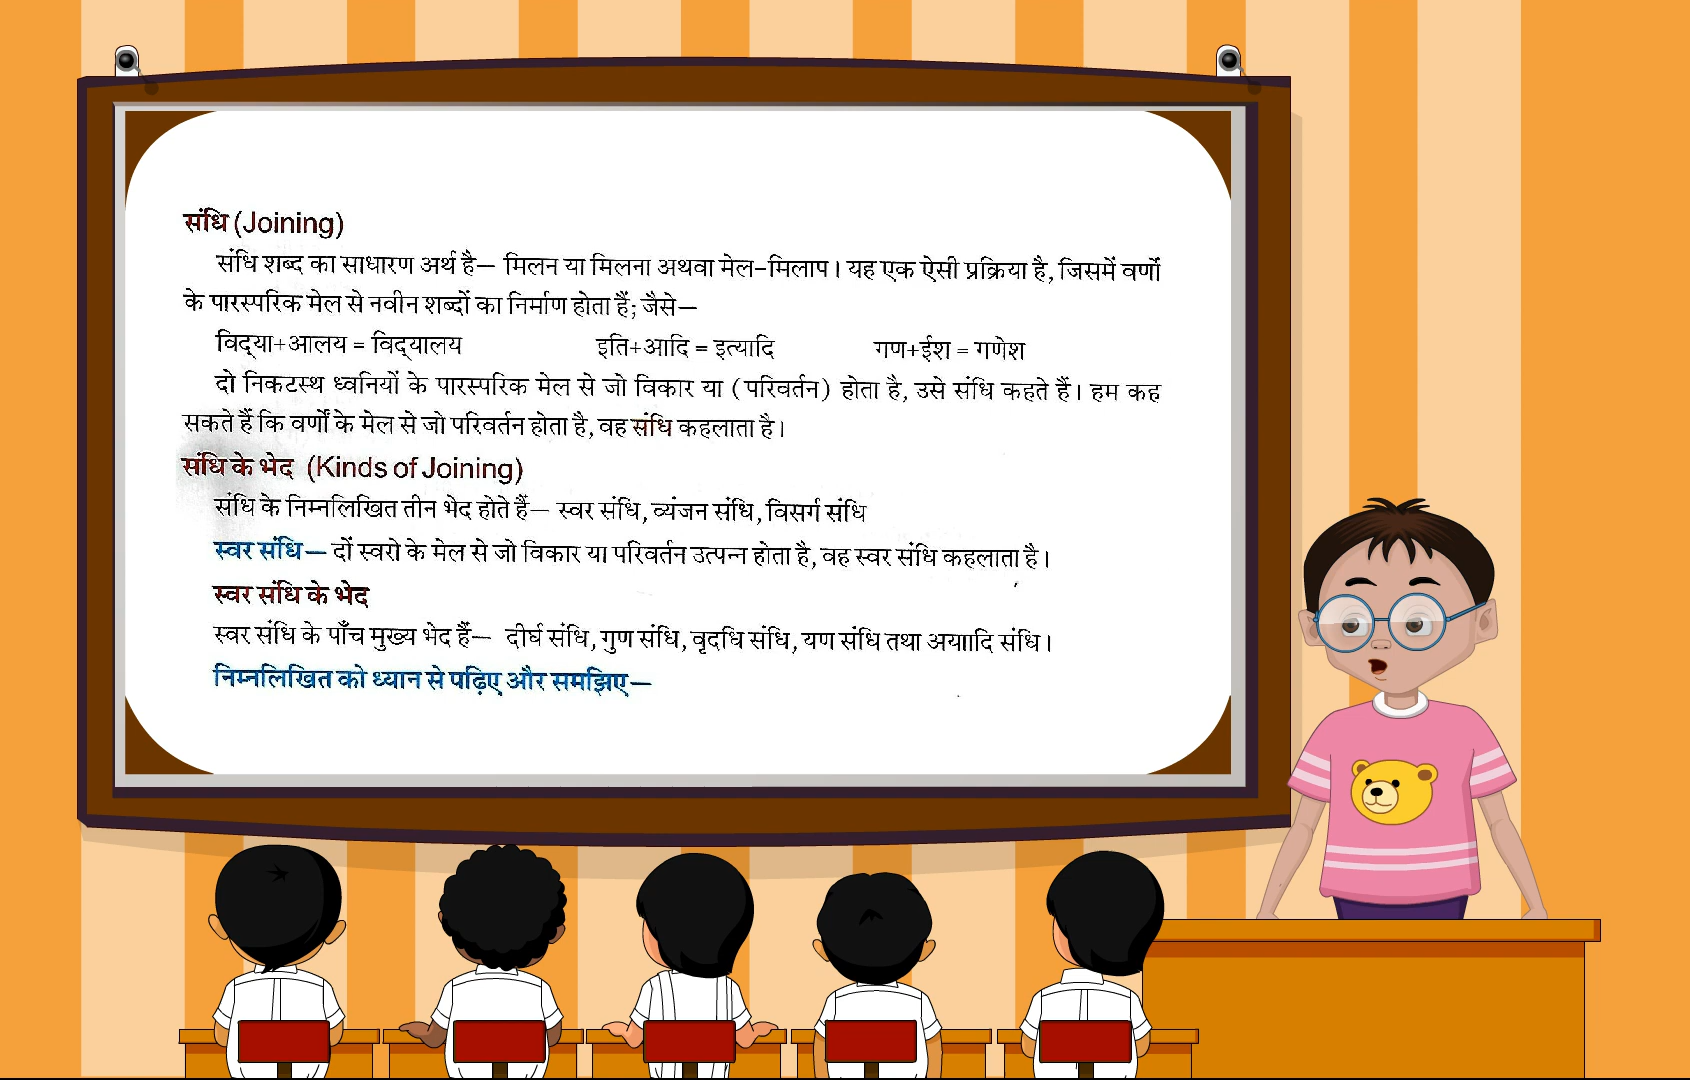 संधि (Joining)
संधि शब्द का साधारण अर्थ है— मिलन या मिलना अथवा मेल-मिलाप। यह एक ऐसी प्रक्रिया है, जिसमें वर्णों
के पारस्परिक मेल से नवीन शब्दों का निर्माण होता हैं; जैसे—
विद्‌या+आलय = विद्‌यालय इति+आदि = इत्यादि गण+ईश = गणेश
दो निकटस्थ ध्वनियों के पारस्परिक मेल से जो विकार या (परिवर्तन) होता है, उसे संधि कहते हैं। हम कह
सकते हैं कि वर्णों के मेल से जो परिवर्तन होता है, वह संधि कहलाता है।
संधि के भेद (Kinds of Joining)
संधि के निम्नलिखित तीन भेद होते हैं— स्वर संधि, व्यंजन संधि, विसर्ग संधि
स्वर संधि— दों स्वरो के मेल से जो विकार या परिवर्तन उत्पन्न होता है, वह स्वर संधि कहलाता है।
स्वर संधि के भेद
स्वर संधि के पाँच मुख्य भेद हैं— दीर्घ संधि, गुण संधि, वृद्‌धि संधि, यण संधि तथा अयाादि संधि।
निम्नलिखित को ध्यान से पढ़िए और समझिए—